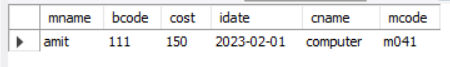 mname bcode cost idate cname mcode
amit 111 150 2023-02-01 computer m041